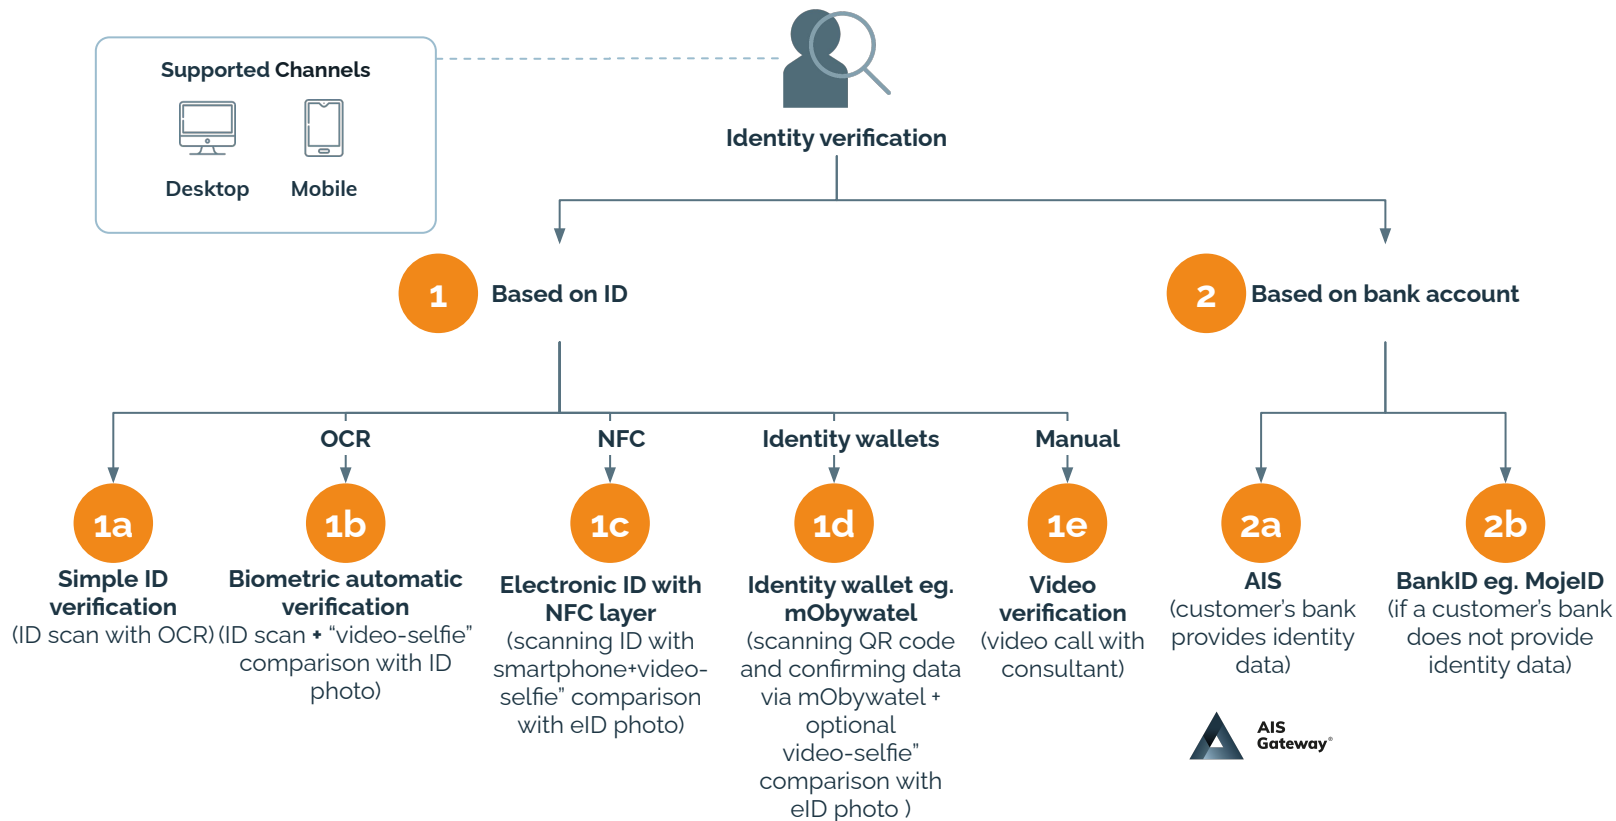 Supported Channels
Desktop
Mobile
Identity verification
1
Based on ID
2
Based on bank account
OCR
NFC
Identity wallets
Manual
1a
Simple ID
verification
(ID scan with OCR)
1b
Biometric automatic
verification
(ID scan + “video-selfie”
comparison with ID
photo)
1c
Electronic ID with
NFC layer
(scanning ID with
smartphone+video-
selfie” comparison
with eID photo)
1d
Identity wallet eg.
mObywatel
(scanning QR code
and confirming data
via mObywatel +
optional
video-selfie”
comparison with
eID photo )
1e
Video
verification
(video call with
consultant)
2a
AIS
(customer’s bank
provides identity
data)
2b
BankID eg. MojeID
(if a customer’s bank
does not provide
identity data)
AIS
Gateway®